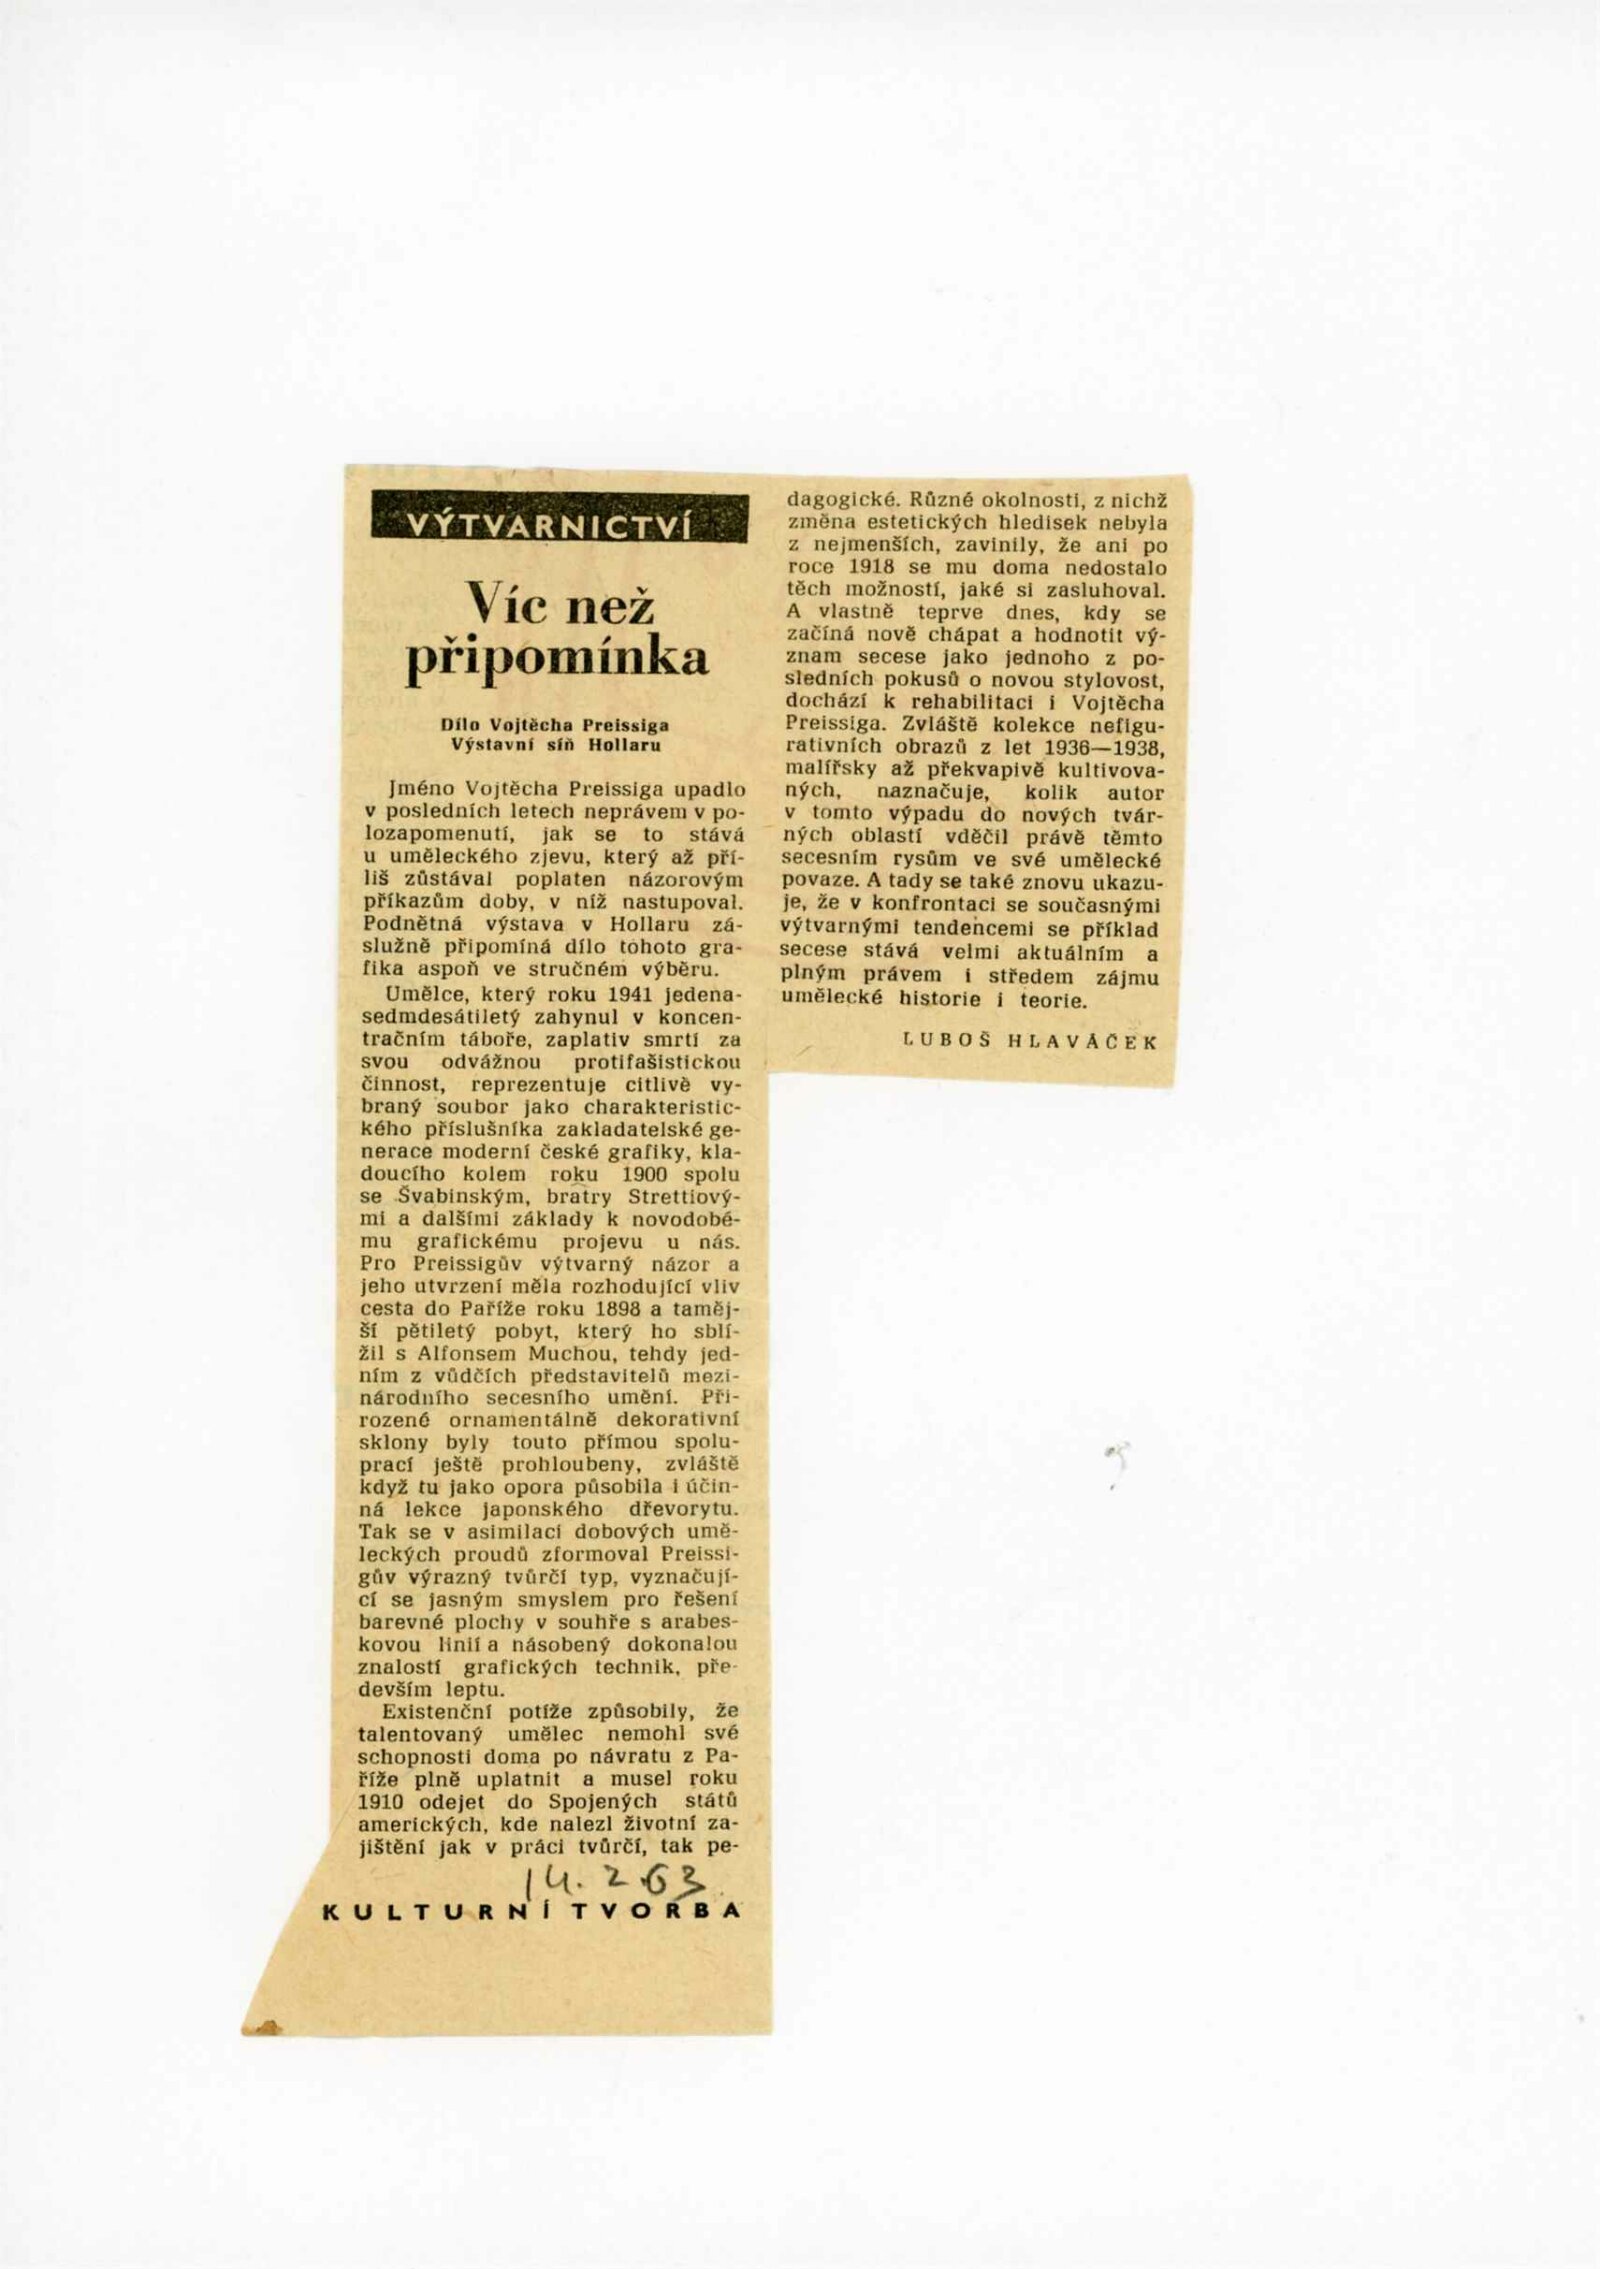 VÝTVARNICTVÍ
Víc než
připomínka
Dílo Vojtěcha Preissiga
Výstavní síň Hollaru
Jméno Vojtěcha Preissiga upadlo
v posledních letech neprávem v po-
lozapomenutí, jak se to stává
u uměleckého zjevu, který až pří-
liš zůstával poplaten názorovým
příkazům doby, v níž nastupoval.
Podnětná výstava v Hollaru zá-
služně připomíná dílo tohoto gra-
fika aspoň ve stručném výběru.
Umělce, který roku 1941 jedena-
sedmdesátiletý zahynul v koncen-
tračním táboře, zaplativ smrtí za
svou odvážnou protifašistickou
činnost, reprezentuje citlivě vy-
braný soubor jako charakteristic-
kého příslušníka zakladatelské ge-
nerace moderní české grafiky, kla-
doucího kolem roku 1900 spolu
se Švabinským, bratry Strettiový-
mi a dalšími základy k novodobé-
mu grafickému projevu u nás.
Pro Preissigův výtvarný názor a
jeho utvrzení měla rozhodující vliv
cesta do Paříže roku 1898 a taměj-
ší pětiletý pobyt, který ho sblí-
žil s Alfonsem Muchou, tehdy jed-
ním z vůdčích představitelů mezi-
národního secesního umění. Při-
rozené ornamentálně dekorativní
sklony byly touto přímou spolu-
prací ještě prohloubeny, zvláště
když tu jako opora působila i účin-
ná lekce japonského dřevorytu.
Tak se v asimilaci dobových umě-
leckých proudů zformoval Preissi-
gův výrazný tvůrčí typ, vyznačují-
cí se jasným smyslem pro řešení
barevné plochy v souhře s arabes-
kovou linií a násobený dokonalou
znalostí grafických technik, pře-
devším leptu.
Existenční potíže způsobily, že
talentovaný umělec nemohl své
schopnosti doma po návratu z Pa-
říže plně uplatnit a musel roku
1910 odejet do Spojených států
amerických, kde nalezl životní za-
jištění jak v práci tvůrčí, tak pe-
14. 2 63
KULTURNÍ TVORBA
dagogické. Různé okolnosti, z nichž
změna estetických hledisek nebyla
z nejmenších, zavinily, že ani po
roce 1918 se mu doma nedostalo
těch možností, jaké si zasluhoval.
A vlastně teprve dnes, kdy se
začíná nově chápat a hodnotit vý-
znam secese jako jednoho z po-
sledních pokusů o novou stylovost,
dochází k rehabilitaci i Vojtěcha
Preissiga. Zvláště kolekce nefigu-
rativních obrazů z let 1936—1938,
malířsky až překvapivě kultivova-
ných, naznačuje, kolik autor
v tomto výpadu do nových tvár-
ných oblastí vděčil právě těmto
secesním rysům ve své umělecké
povaze. A tady se také znovu ukazu-
je, že v konfrontaci se současnými
výtvarnými tendencemi se příklad
secese stává velmi aktuálním a
plným právem i středem zájmu
umělecké historie i teorie.
LUBOŠ HLAVÁČEK